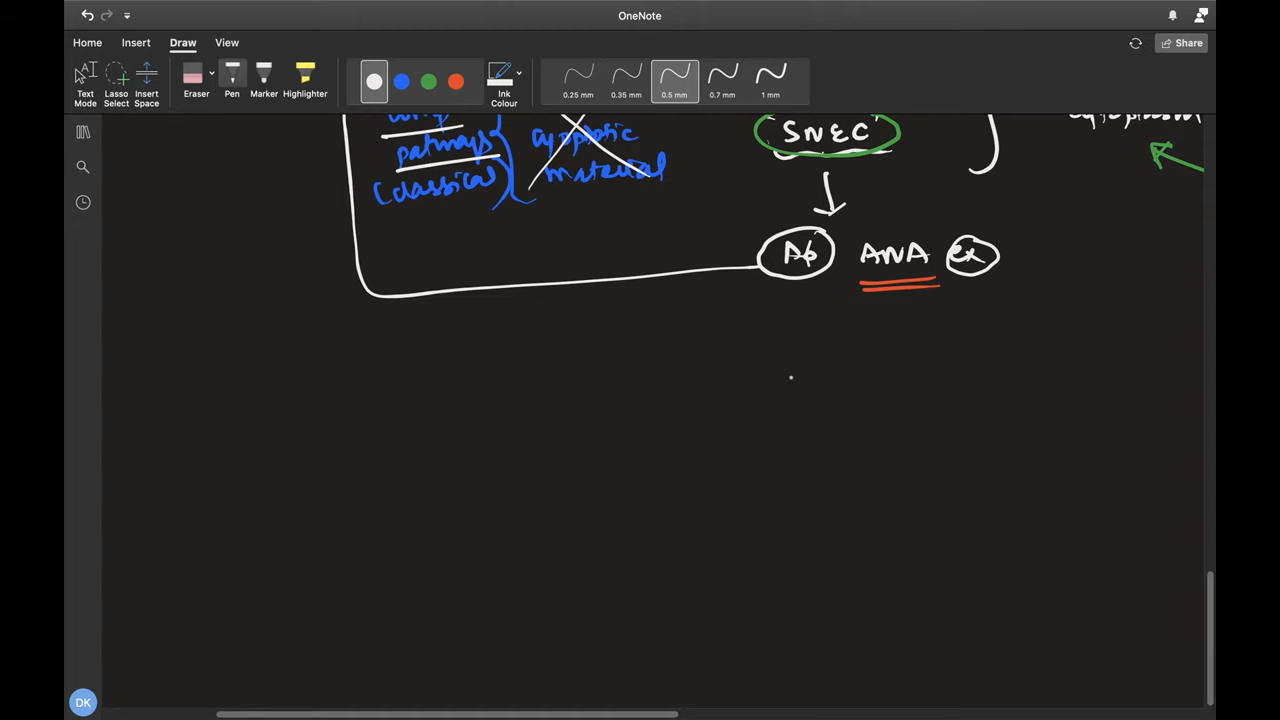 OneNote
Home Insert Draw View
Share
Text Mode
Lasso Select
Insert Space
Eraser
Pen
Marker
Highlighter
Ink Colour
0.25 mm
0.35 mm
0.5 mm
0.7 mm
1 mm
pathways
(classical)
apoptotic
material
SNEC
cytoplasm
Ab ANA ex
DK